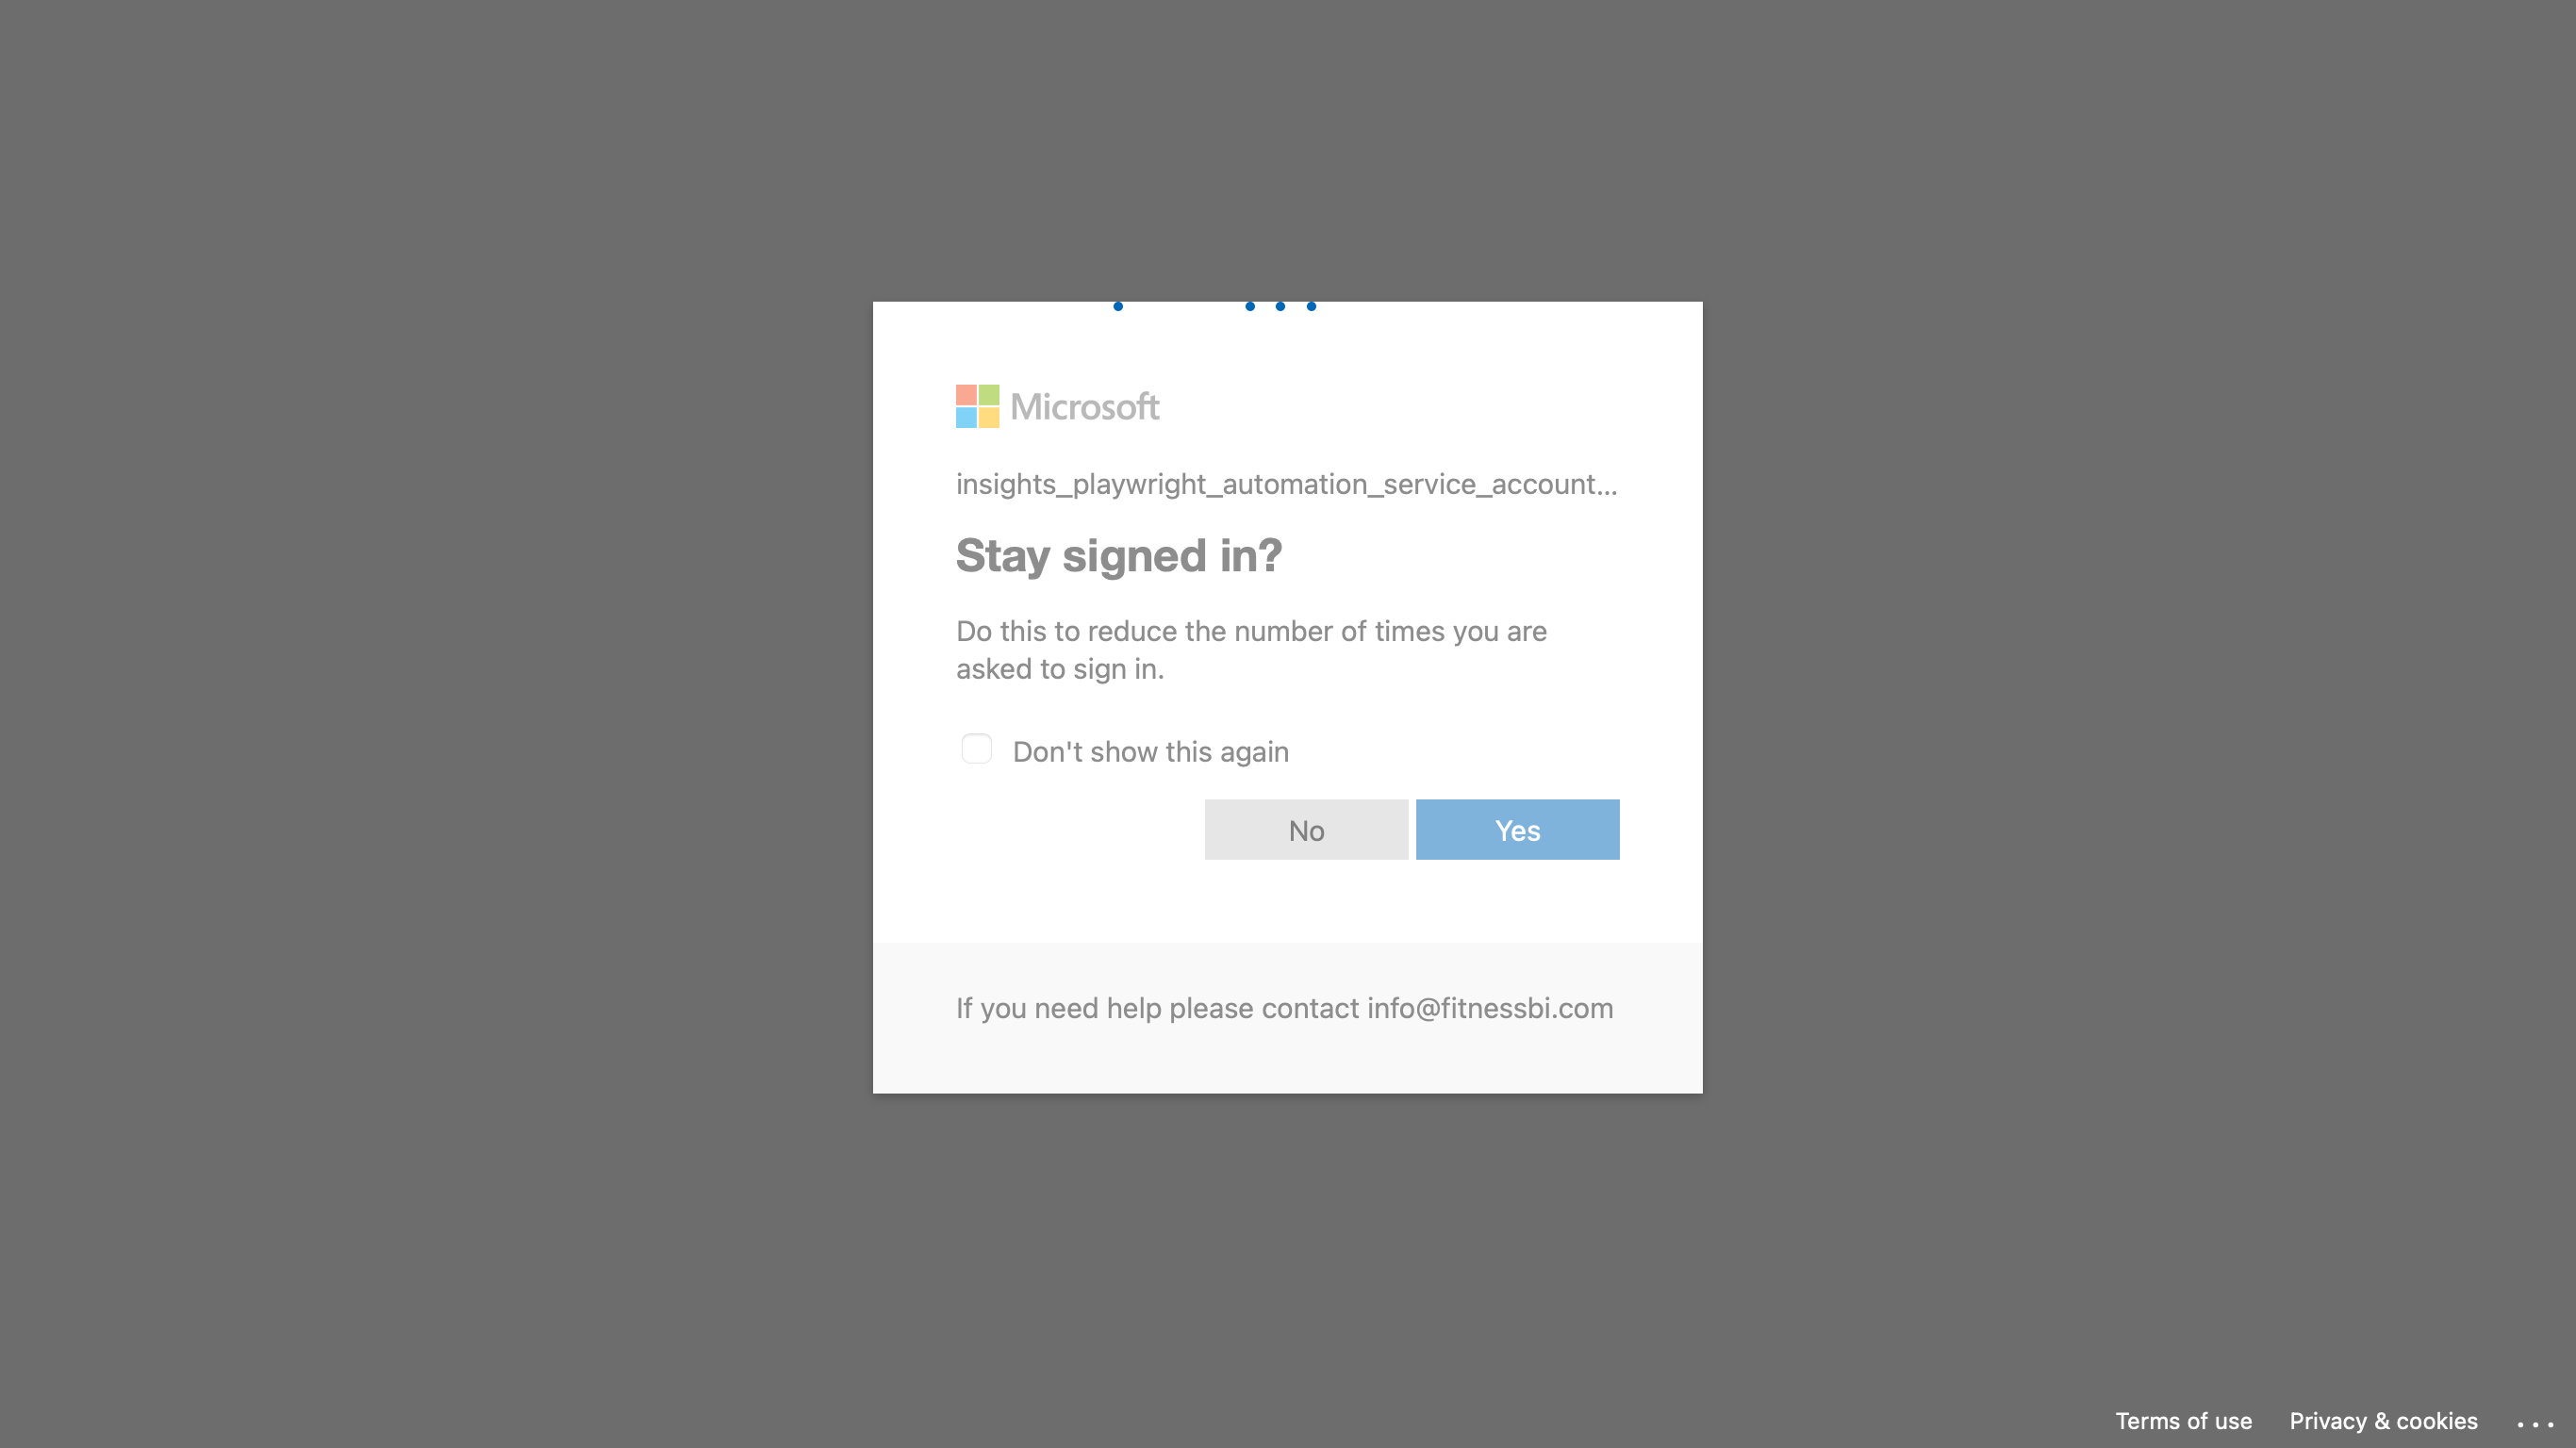 Microsoft
insights_playwright_automation_service_account...
Stay signed in?
Do this to reduce the number of times you are
asked to sign in.
Don't show this again
No
Yes
If you need help please contact info@fitnessbi.com
Terms of use
Privacy & cookies
...